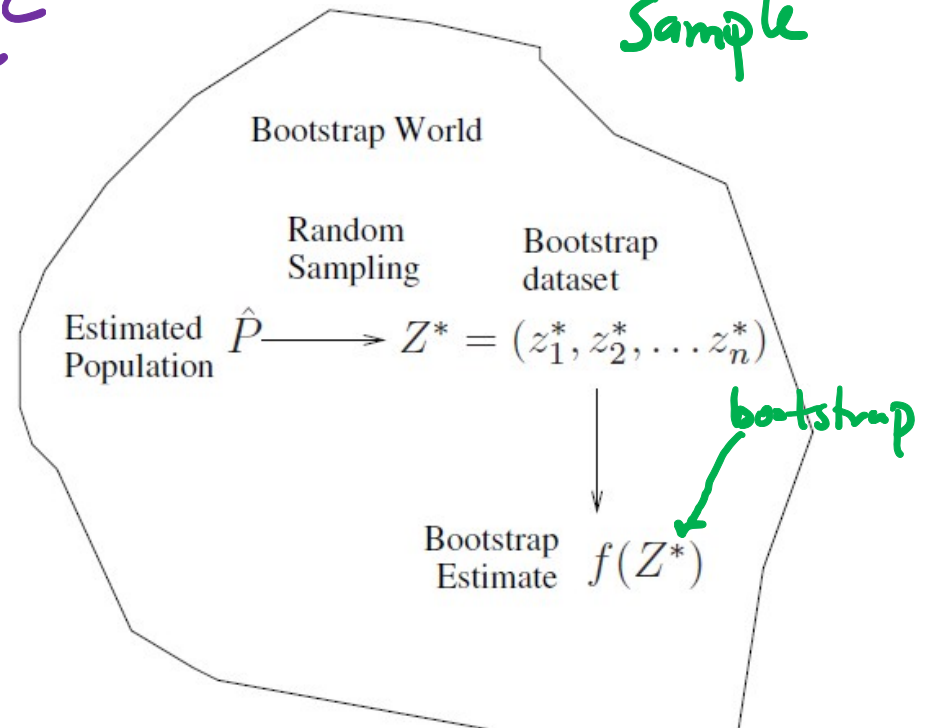 Sample
Bootstrap World
Random
Sampling
Bootstrap
dataset
Estimated
Population
P̂ → Z* = (z₁*, z₂*, . . . zₙ*)
bootstrap
Bootstrap
Estimate
f(Z*)